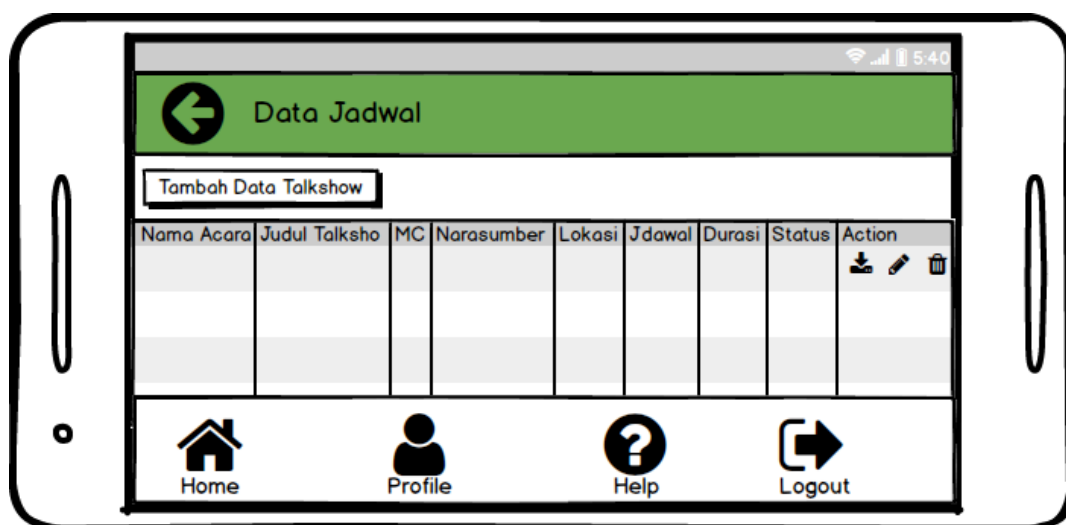 5:40
Data Jadwal
Tambah Data Talkshow
Nama Acara Judul Talksho MC Narasumber Lokasi Jdawal Durasi Status Action
Home Profile Help Logout